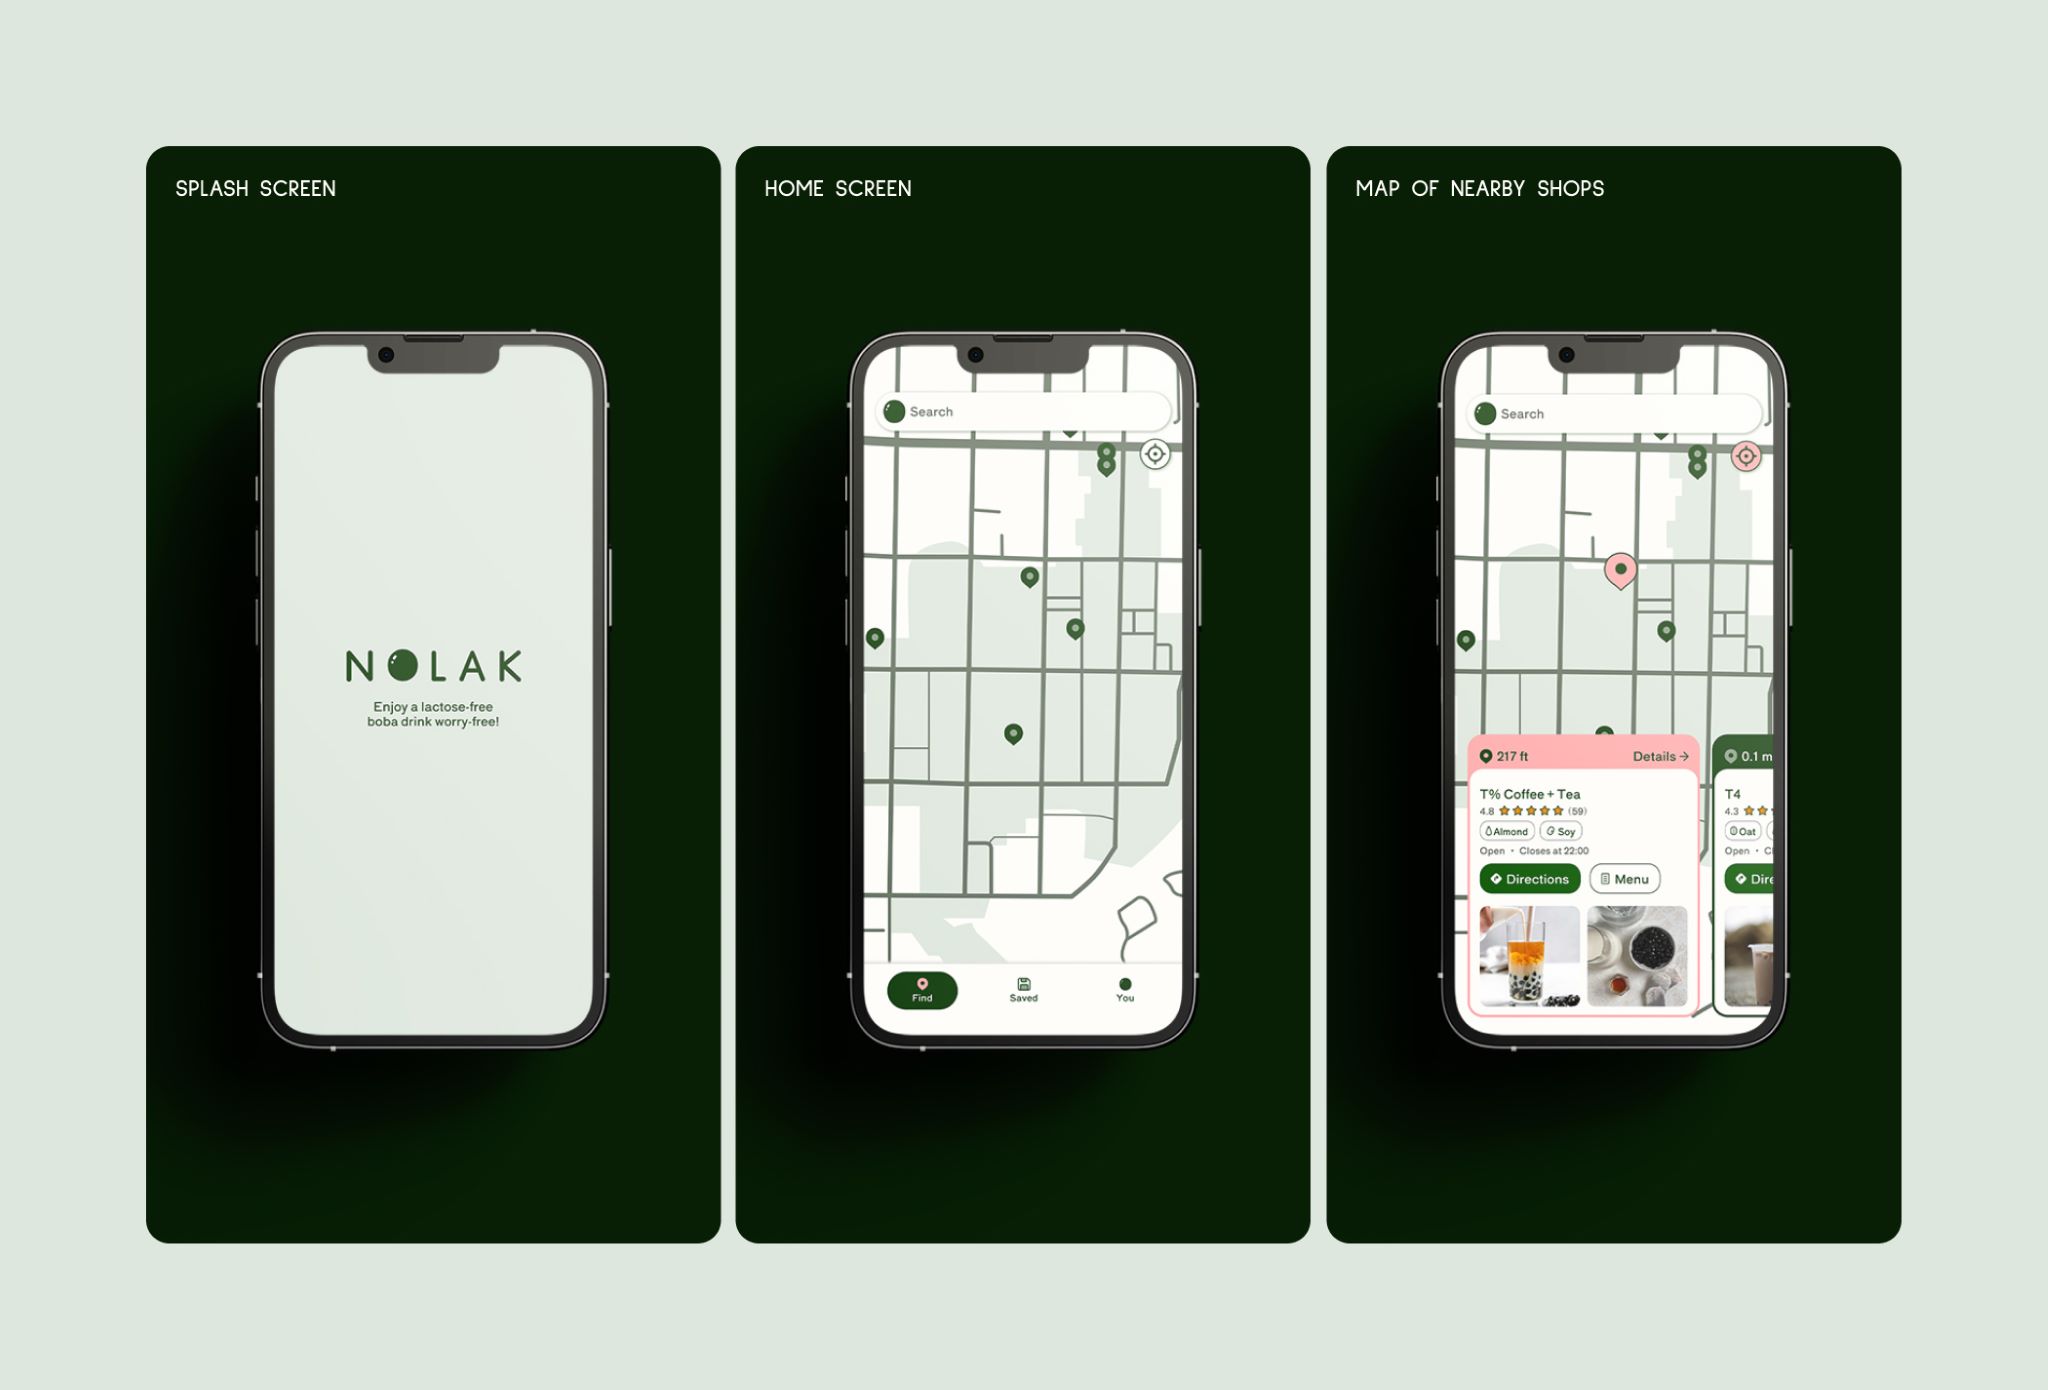 SPLASH SCREEN
NOLAK
Enjoy a lactose-free
boba drink worry-free!
HOME SCREEN
Search
Find
Saved
You
MAP OF NEARBY SHOPS
Search
217 ft
Details →
T% Coffee + Tea
4.8 ★★★★★ (59)
Almond
Soy
Open • Closes at 22:00
Directions
Menu
0.1 m
T4
4.3
Oat
Open • Cl
Dire